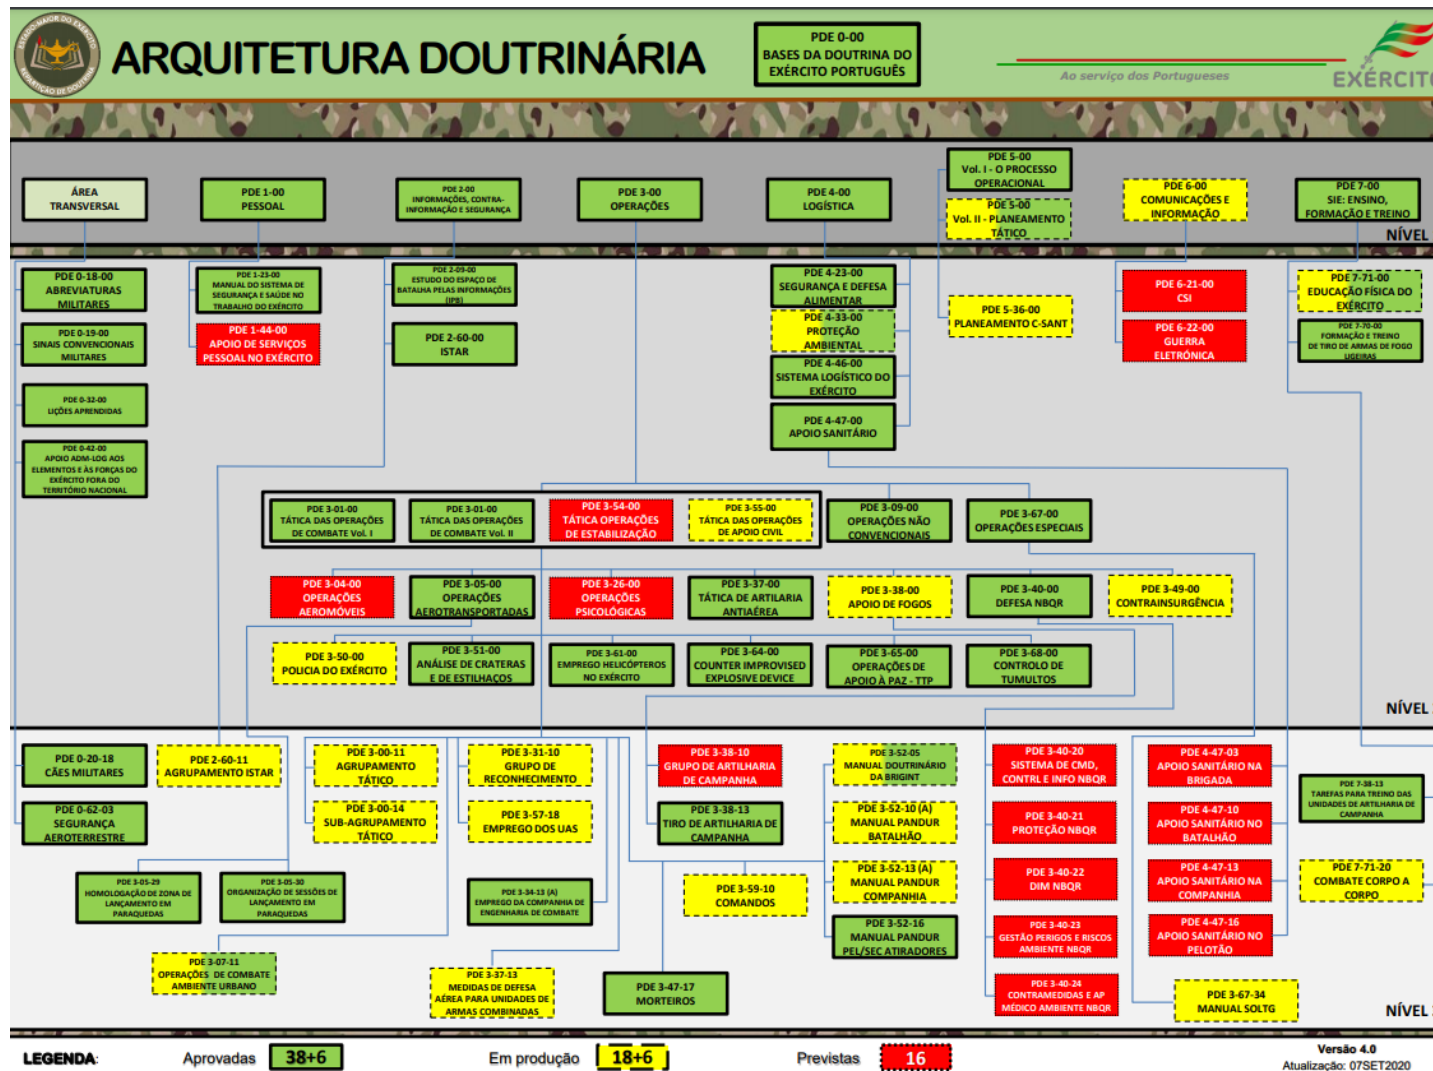 ESTADO-MAIOR DO EXÉRCITO
REPARTIÇÃO DE DOUTRINA
ARQUITETURA DOUTRINÁRIA
PDE 0-00
BASES DA DOUTRINA DO
EXÉRCITO PORTUGUÊS
Ao serviço dos Portugueses
EXÉRCITO
ÁREA
TRANSVERSAL
PDE 1-00
PESSOAL
PDE 2-00
INFORMAÇÕES, CONTRA-
INFORMAÇÃO E SEGURANÇA
PDE 3-00
OPERAÇÕES
PDE 4-00
LOGÍSTICA
PDE 5-00
Vol. I - O PROCESSO
OPERACIONAL
PDE 5-00
Vol. II - PLANEAMENTO
TÁTICO
PDE 6-00
COMUNICAÇÕES E
INFORMAÇÃO
PDE 7-00
SIE: ENSINO,
FORMAÇÃO E TREINO
NÍVEL
PDE 0-18-00
ABREVIATURAS
MILITARES
PDE 0-19-00
SINAIS CONVENCIONAIS
MILITARES
PDE 0-32-00
LIÇÕES APRENDIDAS
PDE 0-42-00
APOIO ADM-LOG AOS
ELEMENTOS E ÀS FORÇAS DO
EXÉRCITO FORA DO
TERRITÓRIO NACIONAL
PDE 1-23-00
MANUAL DO SISTEMA DE
SEGURANÇA E SAÚDE NO
TRABALHO DO EXÉRCITO
PDE 1-44-00
APOIO DE SERVIÇOS
PESSOAL NO EXÉRCITO
PDE 2-09-00
ESTUDO DO ESPAÇO DE
BATALHA PELAS INFORMAÇÕES
(IPB)
PDE 2-60-00
ISTAR
PDE 4-23-00
SEGURANÇA E DEFESA
ALIMENTAR
PDE 4-33-00
PROTEÇÃO
AMBIENTAL
PDE 4-46-00
SISTEMA LOGÍSTICO DO
EXÉRCITO
PDE 4-47-00
APOIO SANITÁRIO
PDE 5-36-00
PLANEAMENTO C-SANT
PDE 6-21-00
CSI
PDE 6-22-00
GUERRA
ELETRÓNICA
PDE 7-71-00
EDUCAÇÃO FÍSICA DO
EXÉRCITO
PDE 7-70-00
FORMAÇÃO E TREINO
DE TIRO DE ARMAS DE FOGO
LIGEIRAS
PDE 3-01-00
TÁTICA DAS OPERAÇÕES
DE COMBATE Vol. I
PDE 3-01-00
TÁTICA DAS OPERAÇÕES
DE COMBATE Vol. II
PDE 3-54-00
TÁTICA OPERAÇÕES
DE ESTABILIZAÇÃO
PDE 3-55-00
TÁTICA DAS OPERAÇÕES
DE APOIO CIVIL
PDE 3-09-00
OPERAÇÕES NÃO
CONVENCIONAIS
PDE 3-67-00
OPERAÇÕES ESPECIAIS
PDE 3-04-00
OPERAÇÕES
AEROMÓVEIS
PDE 3-05-00
OPERAÇÕES
AEROTRANSPORTADAS
PDE 3-26-00
OPERAÇÕES
PSICOLÓGICAS
PDE 3-37-00
TÁTICA DE ARTILARIA
ANTIAÉREA
PDE 3-38-00
APOIO DE FOGOS
PDE 3-40-00
DEFESA NBQR
PDE 3-49-00
CONTRAINSURGÊNCIA
PDE 3-50-00
POLICIA DO EXÉRCITO
PDE 3-51-00
ANÁLISE DE CRATERAS
E DE ESTILHAÇOS
PDE 3-61-00
EMPREGO HELICÓPTEROS
NO EXÉRCITO
PDE 3-64-00
COUNTER IMPROVISED
EXPLOSIVE DEVICE
PDE 3-65-00
OPERAÇÕES DE
APOIO À PAZ - TTP
PDE 3-68-00
CONTROLO DE
TUMULTOS
NÍVEL
PDE 0-20-18
CÃES MILITARES
PDE 0-62-03
SEGURANÇA
AEROTERRESTRE
PDE 2-60-11
AGRUPAMENTO ISTAR
PDE 3-00-11
AGRUPAMENTO
TÁTICO
PDE 3-00-14
SUB-AGRUPAMENTO
TÁTICO
PDE 3-31-10
GRUPO DE
RECONHECIMENTO
PDE 3-57-18
EMPREGO DOS UAS
PDE 3-38-10
GRUPO DE ARTILHARIA
DE CAMPANHA
PDE 3-38-13
TIRO DE ARTILHARIA DE
CAMPANHA
PDE 3-52-05
MANUAL DOUTRINÁRIO
DA BRIGINT
PDE 3-52-10 (A)
MANUAL PANDUR
BATALHÃO
PDE 3-52-13 (A)
MANUAL PANDUR
COMPANHIA
PDE 3-52-16
MANUAL PANDUR
PEL/SEC ATIRADORES
PDE 3-40-20
SISTEMA DE CMD,
CONTRL E INFO NBQR
PDE 3-40-21
PROTEÇÃO NBQR
PDE 3-40-22
DIM NBQR
PDE 3-40-23
GESTÃO PERIGOS E RISCOS
AMBIENTE NBQR
PDE 3-40-24
CONTRAMEDIDAS E AP
MÉDICO AMBIENTE NBQR
PDE 4-47-03
APOIO SANITÁRIO NA
BRIGADA
PDE 4-47-10
APOIO SANITÁRIO NO
BATALHÃO
PDE 4-47-13
APOIO SANITÁRIO NA
COMPANHIA
PDE 4-47-16
APOIO SANITÁRIO NO
PELOTÃO
PDE 7-38-13
TAREFAS PARA TREINO DAS
UNIDADES DE ARTILHARIA DE
CAMPANHA
PDE 7-71-20
COMBATE CORPO A
CORPO
PDE 3-05-29
HOMOLOGAÇÃO DE ZONA DE
LANÇAMENTO EM
PARAQUEDAS
PDE 3-05-30
ORGANIZAÇÃO DE SESSÕES DE
LANÇAMENTO EM
PARAQUEDAS
PDE 3-34-13 (A)
EMPREGO DA COMPANHIA DE
ENGENHARIA DE COMBATE
PDE 3-59-10
COMANDOS
PDE 3-07-11
OPERAÇÕES DE COMBATE
AMBIENTE URBANO
PDE 3-37-13
MEDIDAS DE DEFESA
AÉREA PARA UNIDADES DE
ARMAS COMBINADAS
PDE 3-47-17
MORTEIROS
PDE 3-67-34
MANUAL SOLTG
NÍVEL
LEGENDA:
Aprovadas 38+6
Em produção 18+6
Previstas 16
Versão 4.0
Atualização: 07SET2020